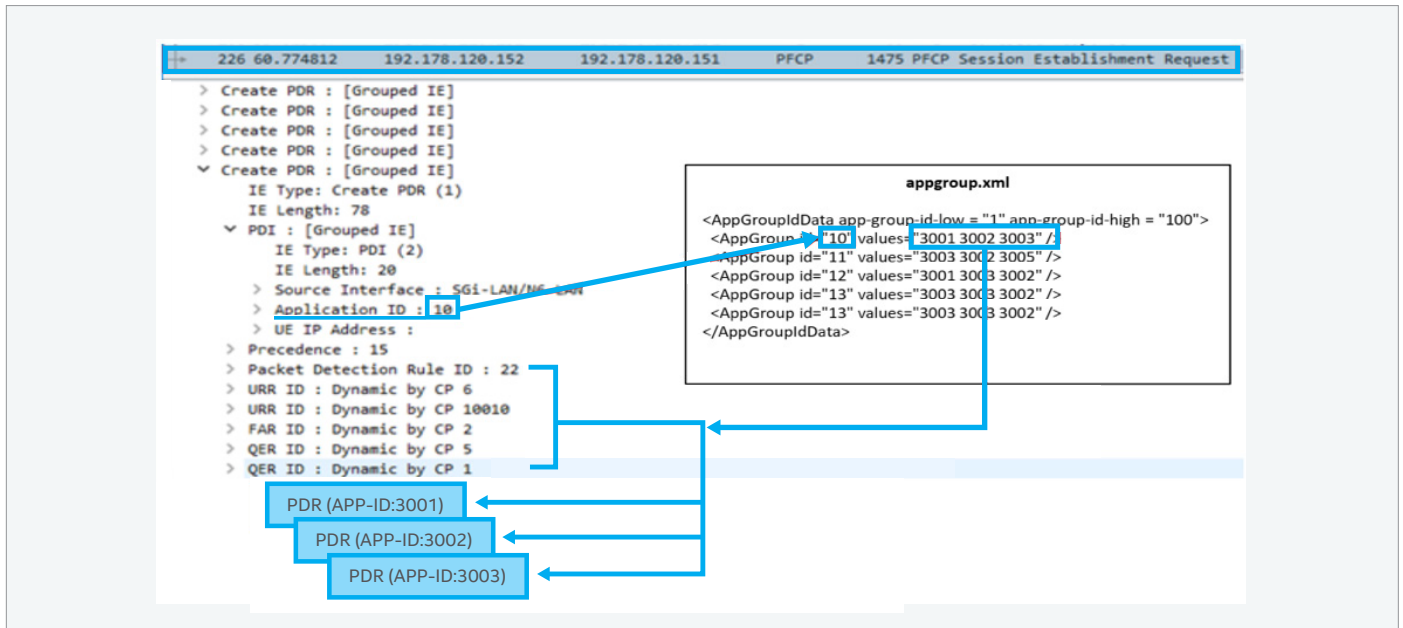 226 60.774812 192.178.120.152 192.178.120.151 PFCP 1475 PFCP Session Establishment Request
> Create PDR : [Grouped IE]
> Create PDR : [Grouped IE]
> Create PDR : [Grouped IE]
> Create PDR : [Grouped IE]
Create PDR : [Grouped IE]
IE Type: Create PDR (1)
IE Length: 78
PDI : [Grouped IE]
IE Type: PDI (2)
IE Length: 20
> Source Interface : SGi-LAN/N6-LAN
> Application ID : 10
> UE IP Address :
> Precedence : 15
> Packet Detection Rule ID : 22
> URR ID : Dynamic by CP 6
> URR ID : Dynamic by CP 10010
> FAR ID : Dynamic by CP 2
> QER ID : Dynamic by CP 5
> QER ID : Dynamic by CP 1
appgroup.xml
<AppGroupIdData app-group-id-low = "1" app-group-id-high = "100">
<AppGroup id="10" values="3001 3002 3003" />
<AppGroup id="11" values="3003 3002 3005" />
<AppGroup id="12" values="3001 3003 3002" />
<AppGroup id="13" values="3003 3003 3002" />
<AppGroup id="13" values="3003 3003 3002" />
</AppGroupIdData>
PDR (APP-ID:3001)
PDR (APP-ID:3002)
PDR (APP-ID:3003)